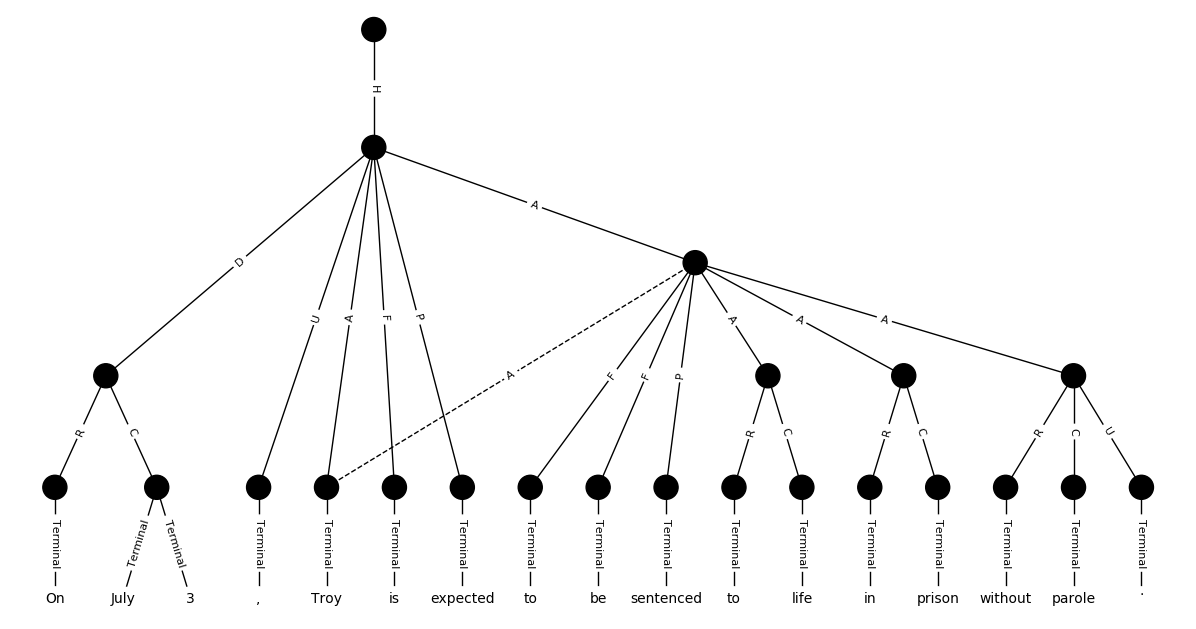 H
A
D
U
A
F
P
A
A
A
A
F
F
P
R
C
R
C
R
C
R
C
U
Terminal Terminal Terminal Terminal Terminal Terminal Terminal Terminal Terminal Terminal Terminal Terminal Terminal Terminal Terminal Terminal Terminal
On July 3 , Troy is expected to be sentenced to life in prison without parole .